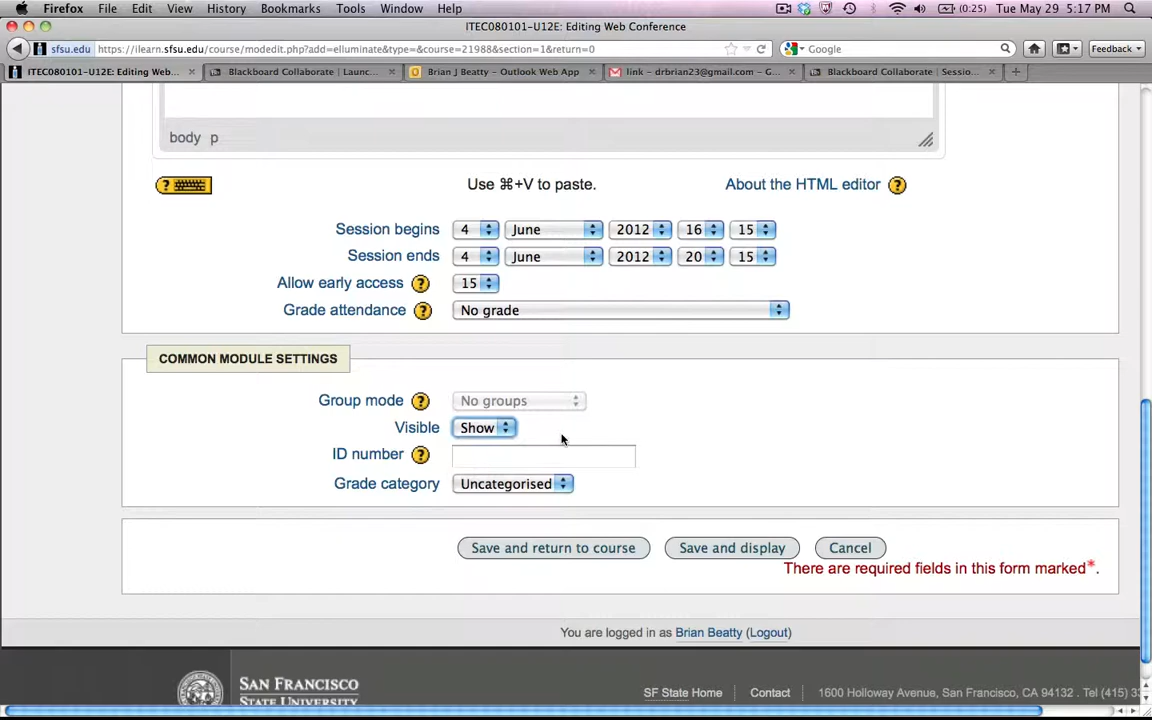 Firefox File Edit View History Bookmarks Tools Window Help (0:25) Tue May 29 5:17 PM
ITEC080101-U12E: Editing Web Conference
sfsu.edu https://ilearn.sfsu.edu/course/modedit.php?add=elluminate&type=&course=21988&section=1&return=0 Google Feedback
ITEC080101-U12E: Editing Web... Blackboard Collaborate | Launc... Brian J Beatty – Outlook Web App link – drbrian23@gmail.com – G... Blackboard Collaborate | Sessio...
body p
Use ⌘+V to paste. About the HTML editor ?
Session begins 4 June 2012 16 15
Session ends 4 June 2012 20 15
Allow early access ? 15
Grade attendance ? No grade
COMMON MODULE SETTINGS
Group mode ? No groups
Visible Show
ID number ?
Grade category Uncategorised
Save and return to course Save and display Cancel
There are required fields in this form marked*.
You are logged in as Brian Beatty (Logout)
SAN FRANCISCO
STATE UNIVERSITY
SF State Home Contact 1600 Holloway Avenue, San Francisco, CA 94132 . Tel (415) 3